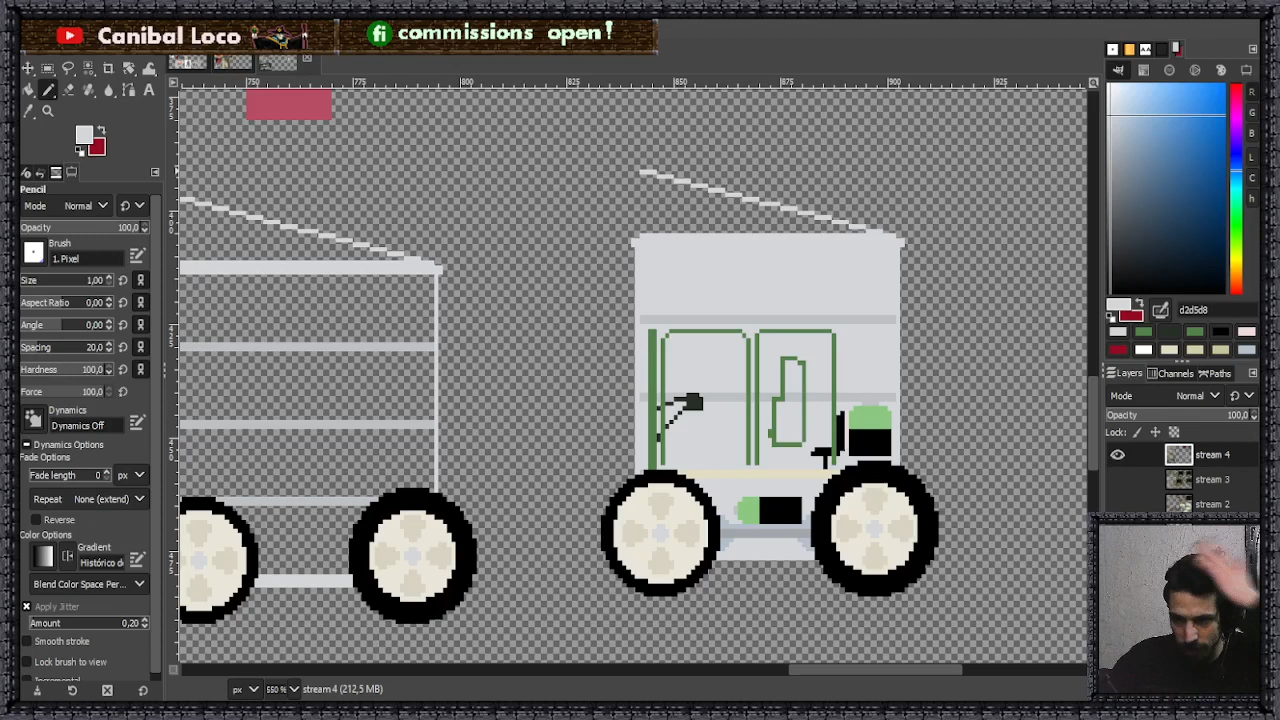 Canibal Loco
fi commissions open!
750 775 800 825 850 875 900 925
Pencil
Mode Normal
Opacity 100,0
Brush
1. Pixel
Size 1,00
Aspect Ratio 0,00
Angle 0,00
Spacing 20,0
Hardness 100,0
Force 100,0
Dynamics
Dynamics Off
Dynamics Options
Fade Options
Fade length 0 px
Repeat None (extend)
Reverse
Color Options
Gradient
Histórico d
Blend Color Space Per...
Apply Jitter
Amount 0,20
Smooth stroke
Lock brush to view
Incremental
px 550 % stream 4 (212,5 MB)
R
G
B
L
C
h
d2d5d8
Layers Channels Paths
Mode Normal
Opacity 100,0
Lock:
stream 4
stream 3
stream 2